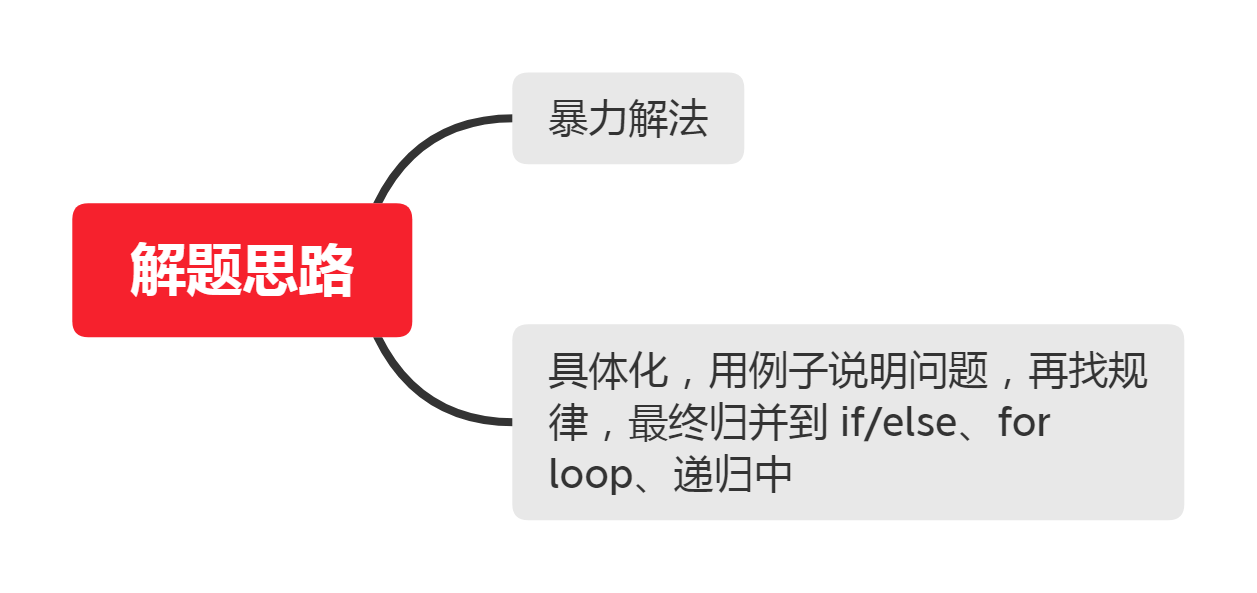 暴力解法
解题思路
具体化，用例子说明问题，再找规
律，最终归并到 if/else、for
loop、递归中